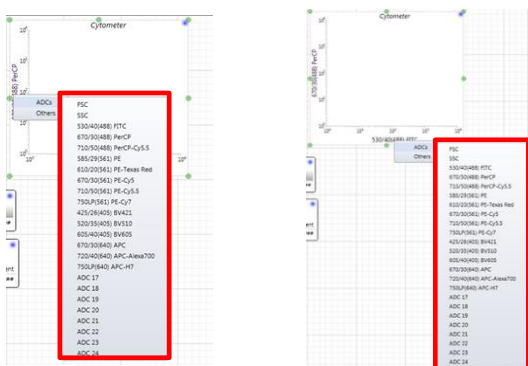 Cytometer
670/30(488) PerCP
ADCs
Others
FSC
SSC
530/40(488) FITC
670/30(488) PerCP
710/50(488) PerCP-Cy5.5
585/29(561) PE
610/20(561) PE-Texas Red
670/30(561) PE-Cy5
710/50(561) PE-Cy5.5
750LP(561) PE-Cy7
425/26(405) BV421
520/35(405) BV510
605/40(405) BV605
670/30(640) APC
720/40(640) APC-Alexa700
750LP(640) APC-H7
ADC 17
ADC 18
ADC 19
ADC 20
ADC 21
ADC 22
ADC 23
ADC 24
Cytometer
670/30(488) PerCP
530/40(488) FITC
ADCs
Others
FSC
SSC
530/40(488) FITC
670/30(488) PerCP
710/50(488) PerCP-Cy5.5
585/29(561) PE
610/20(561) PE-Texas Red
670/30(561) PE-Cy5
710/50(561) PE-Cy5.5
750LP(561) PE-Cy7
425/26(405) BV421
520/35(405) BV510
605/40(405) BV605
670/30(640) APC
720/40(640) APC-Alexa700
750LP(640) APC-H7
ADC 17
ADC 18
ADC 19
ADC 20
ADC 21
ADC 22
ADC 23
ADC 24